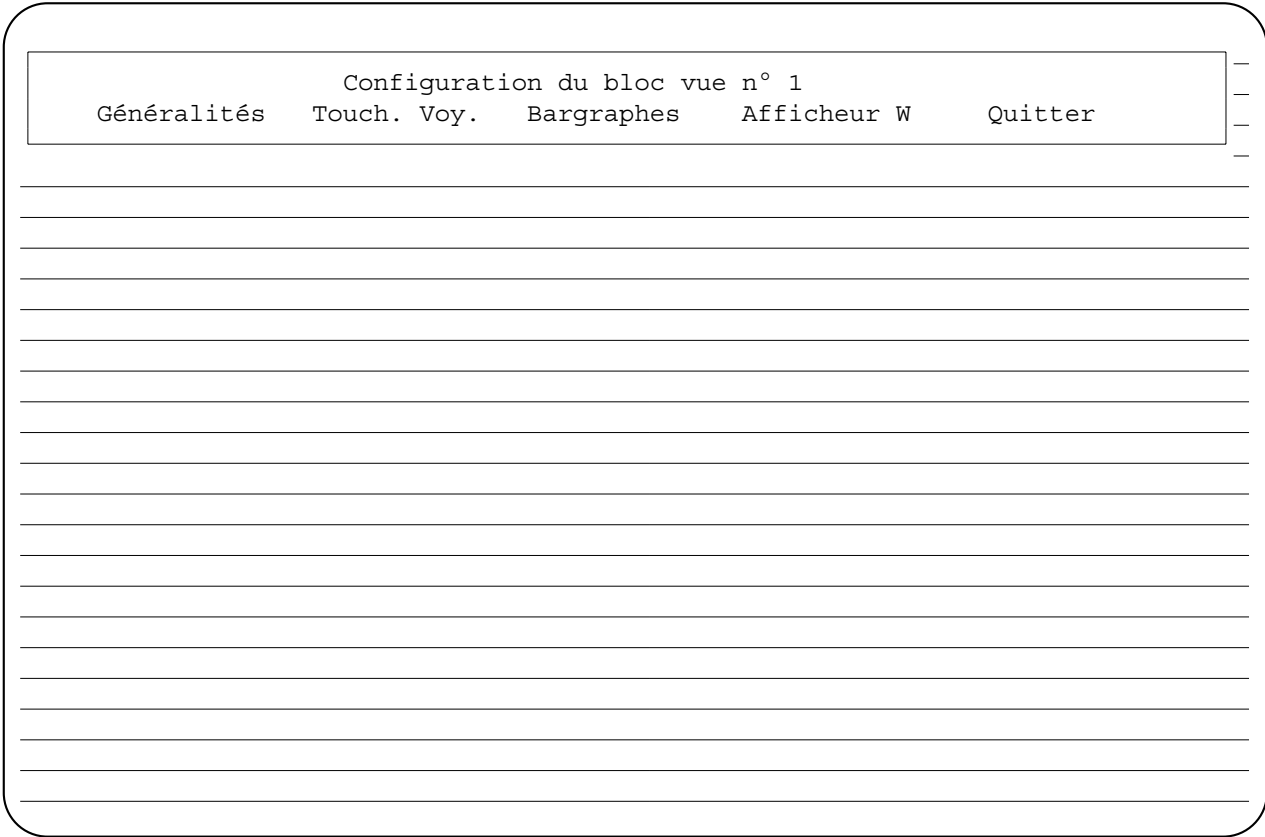 Configuration du bloc vue n° 1
Généralités Touch. Voy. Bargraphes Afficheur W Quitter